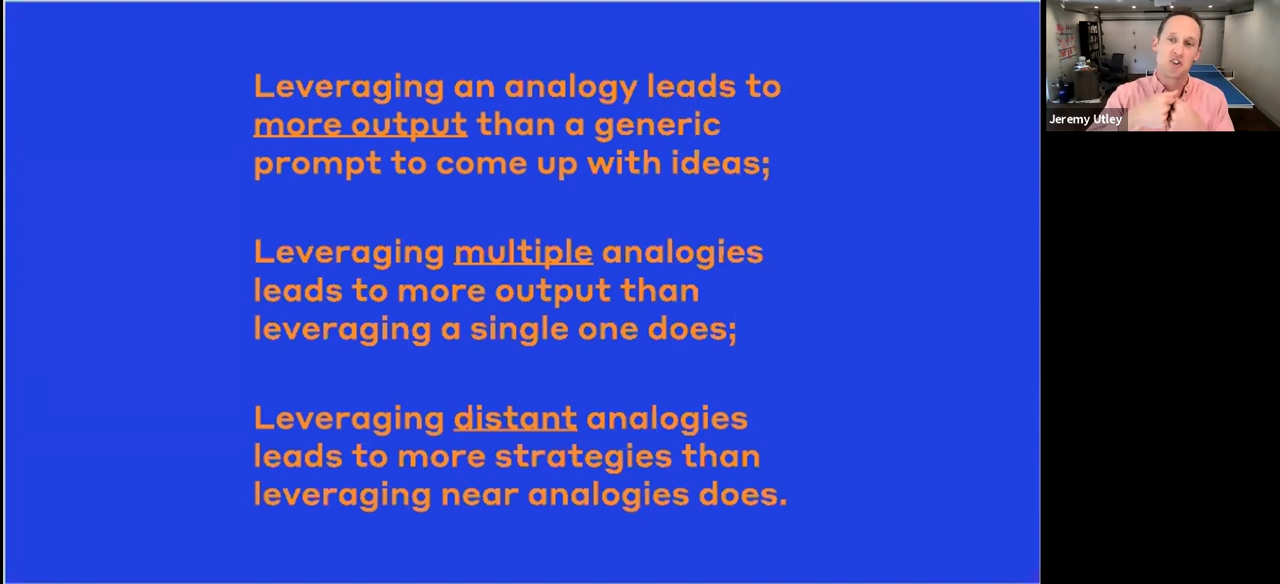 Leveraging an analogy leads to
more output than a generic
prompt to come up with ideas;
Leveraging multiple analogies
leads to more output than
leveraging a single one does;
Leveraging distant analogies
leads to more strategies than
leveraging near analogies does.
Jeremy Utley